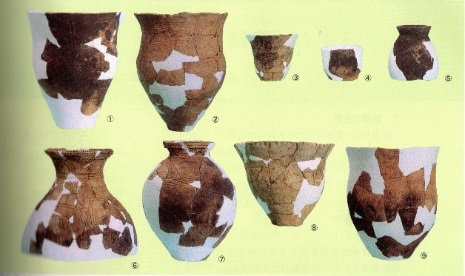 ① ② ③ ④ ⑤
⑥ ⑦ ⑧ ⑨